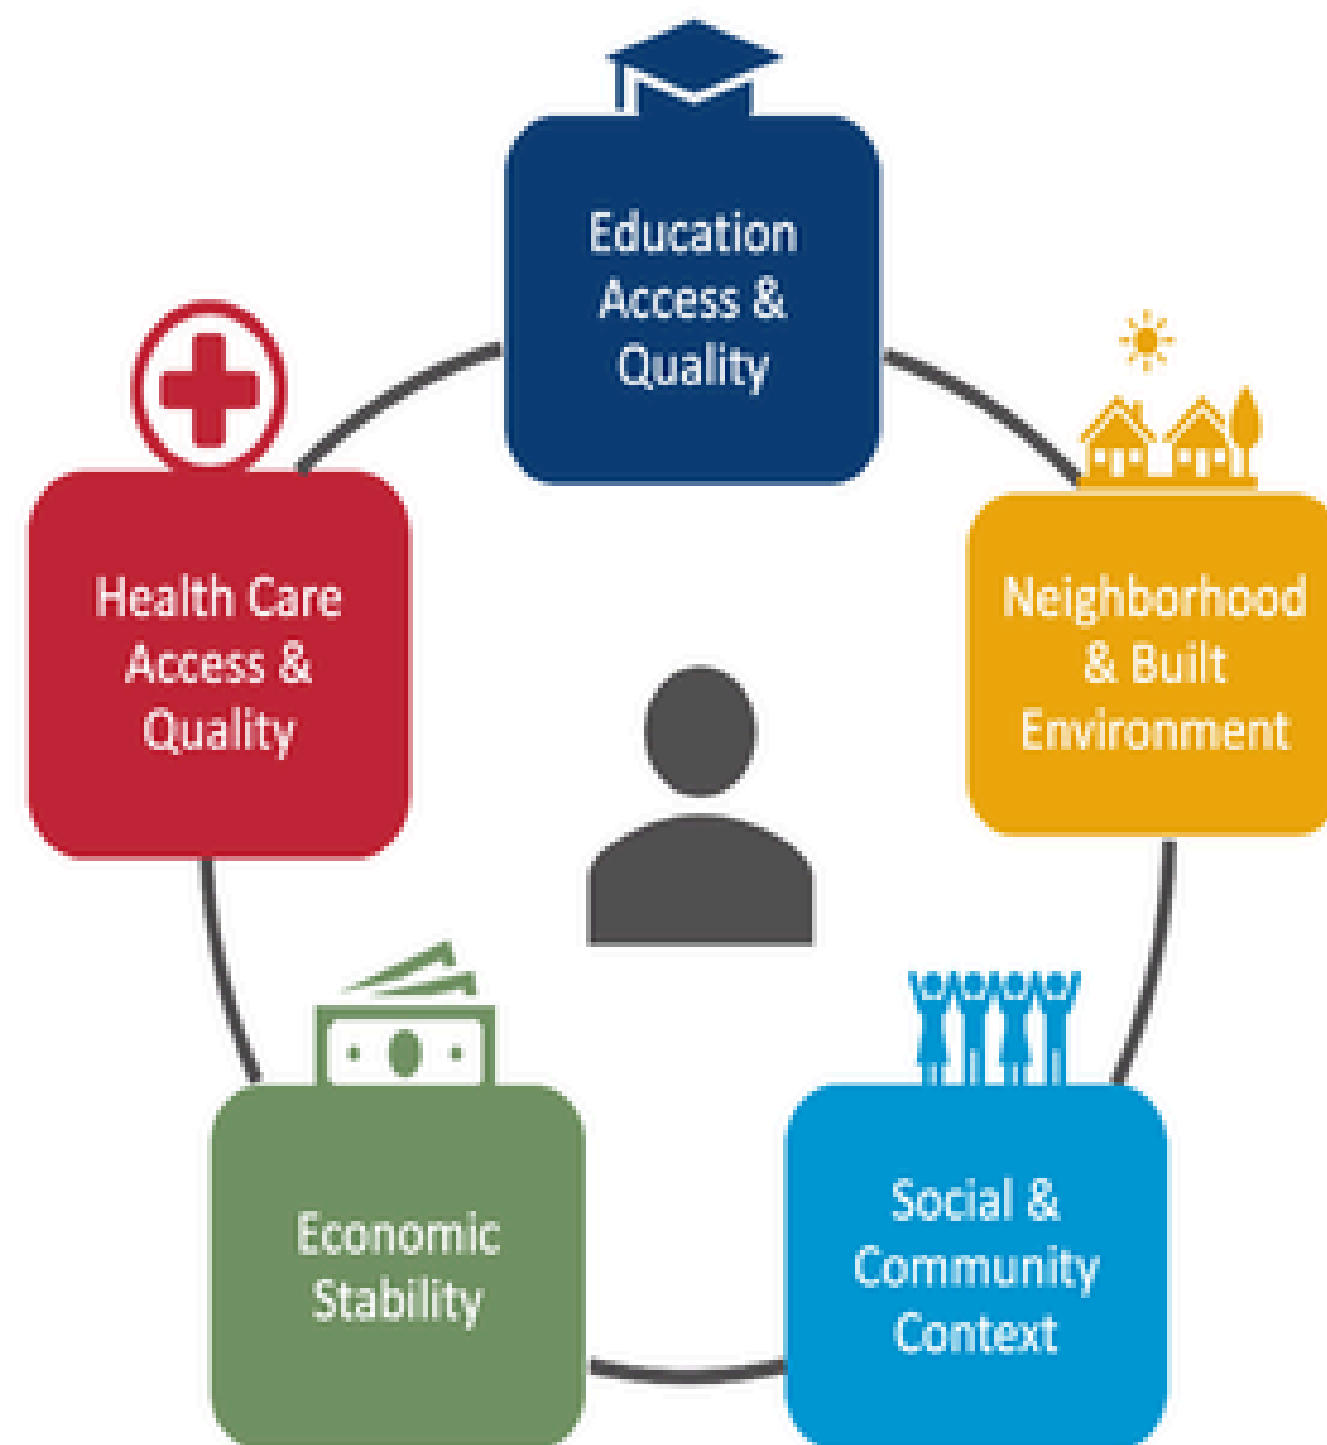 Education
Access &
Quality
Health Care
Access &
Quality
Neighborhood
& Built
Environment
Economic
Stability
Social &
Community
Context